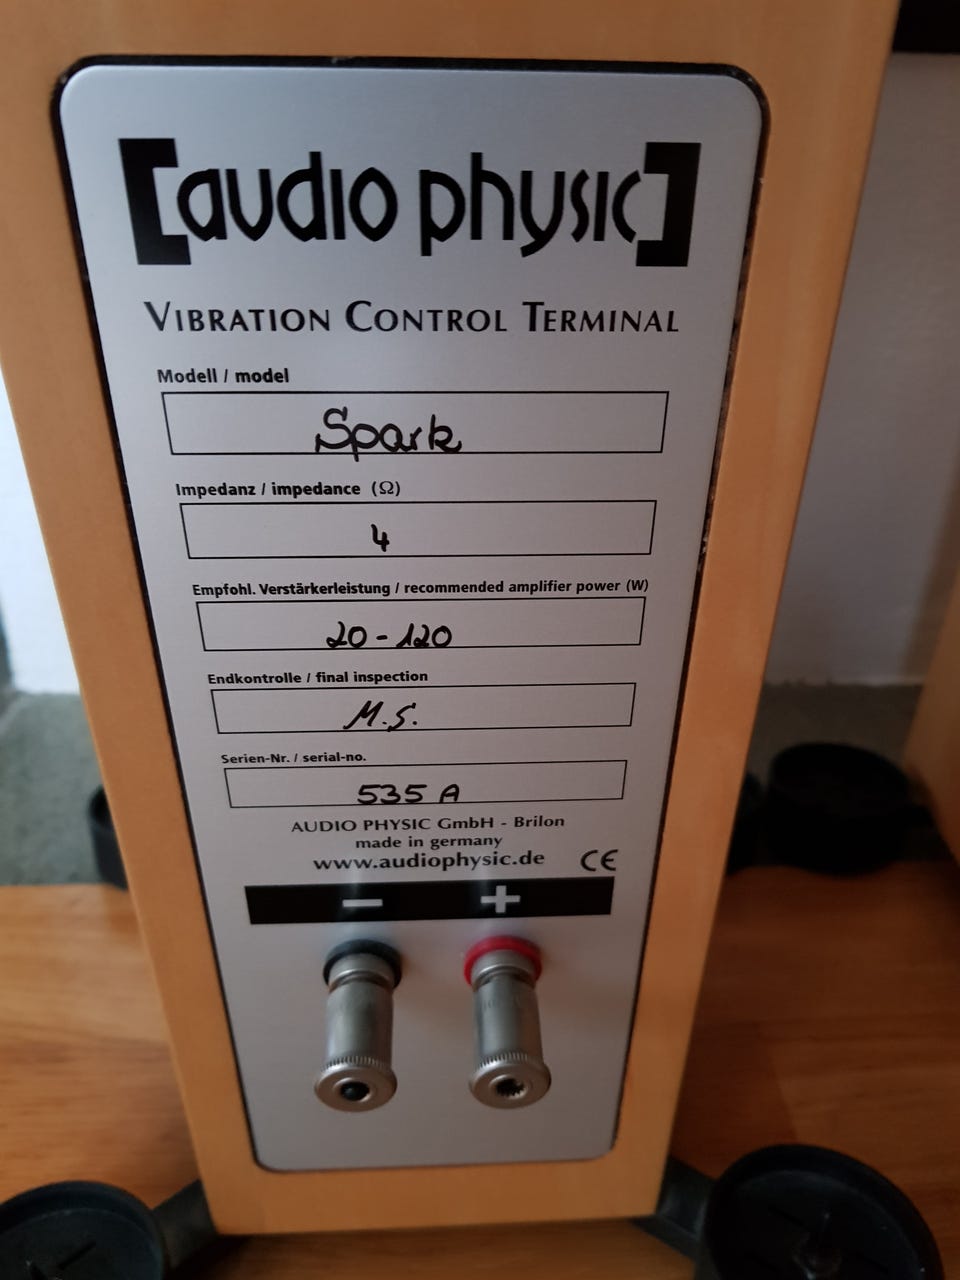 [audio physic]
VIBRATION CONTROL TERMINAL
Modell / model
Spark
Impedanz / impedance (Ω)
4
Empfohl. Verstärkerleistung / recommended amplifier power (W)
20 - 120
Endkontrolle / final inspection
M.S.
Serien-Nr. / serial-no.
535 A
AUDIO PHYSIC GmbH - Brilon
made in germany
www.audiophysic.de CE
− +